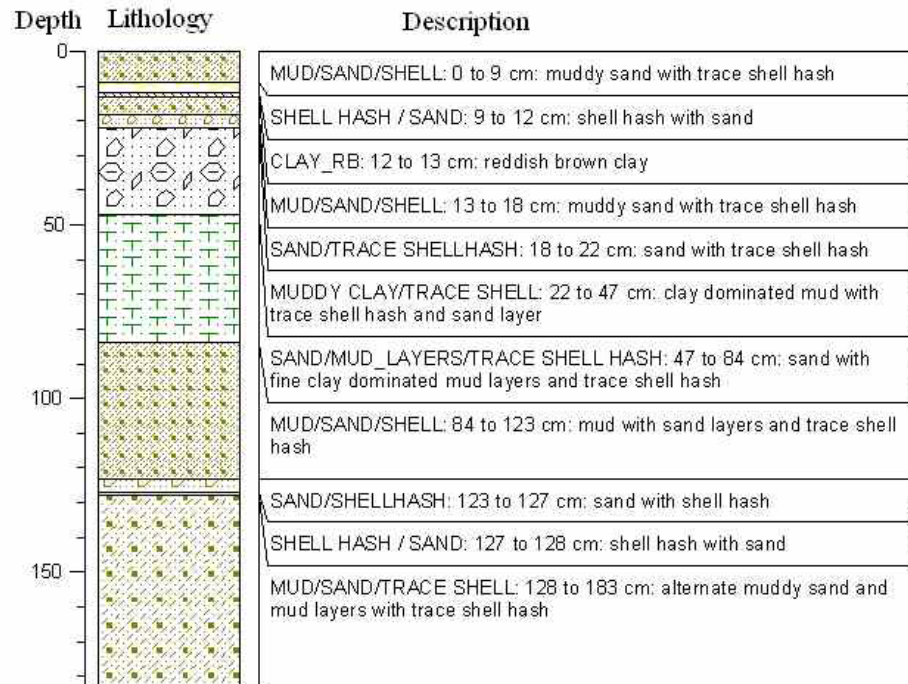 Depth Lithology Description
0
MUD/SAND/SHELL: 0 to 9 cm: muddy sand with trace shell hash
SHELL HASH / SAND: 9 to 12 cm: shell hash with sand
CLAY_RB: 12 to 13 cm: reddish brown clay
MUD/SAND/SHELL: 13 to 18 cm: muddy sand with trace shell hash
50
SAND/TRACE SHELLHASH: 18 to 22 cm: sand with trace shell hash
MUDDY CLAY/TRACE SHELL: 22 to 47 cm: clay dominated mud with
trace shell hash and sand layer
SAND/MUD_LAYERS/TRACE SHELL HASH: 47 to 84 cm: sand with
fine clay dominated mud layers and trace shell hash
100
MUD/SAND/SHELL: 84 to 123 cm: mud with sand layers and trace shell
hash
SAND/SHELLHASH: 123 to 127 cm: sand with shell hash
SHELL HASH / SAND: 127 to 128 cm: shell hash with sand
150
MUD/SAND/TRACE SHELL: 128 to 183 cm: alternate muddy sand and
mud layers with trace shell hash